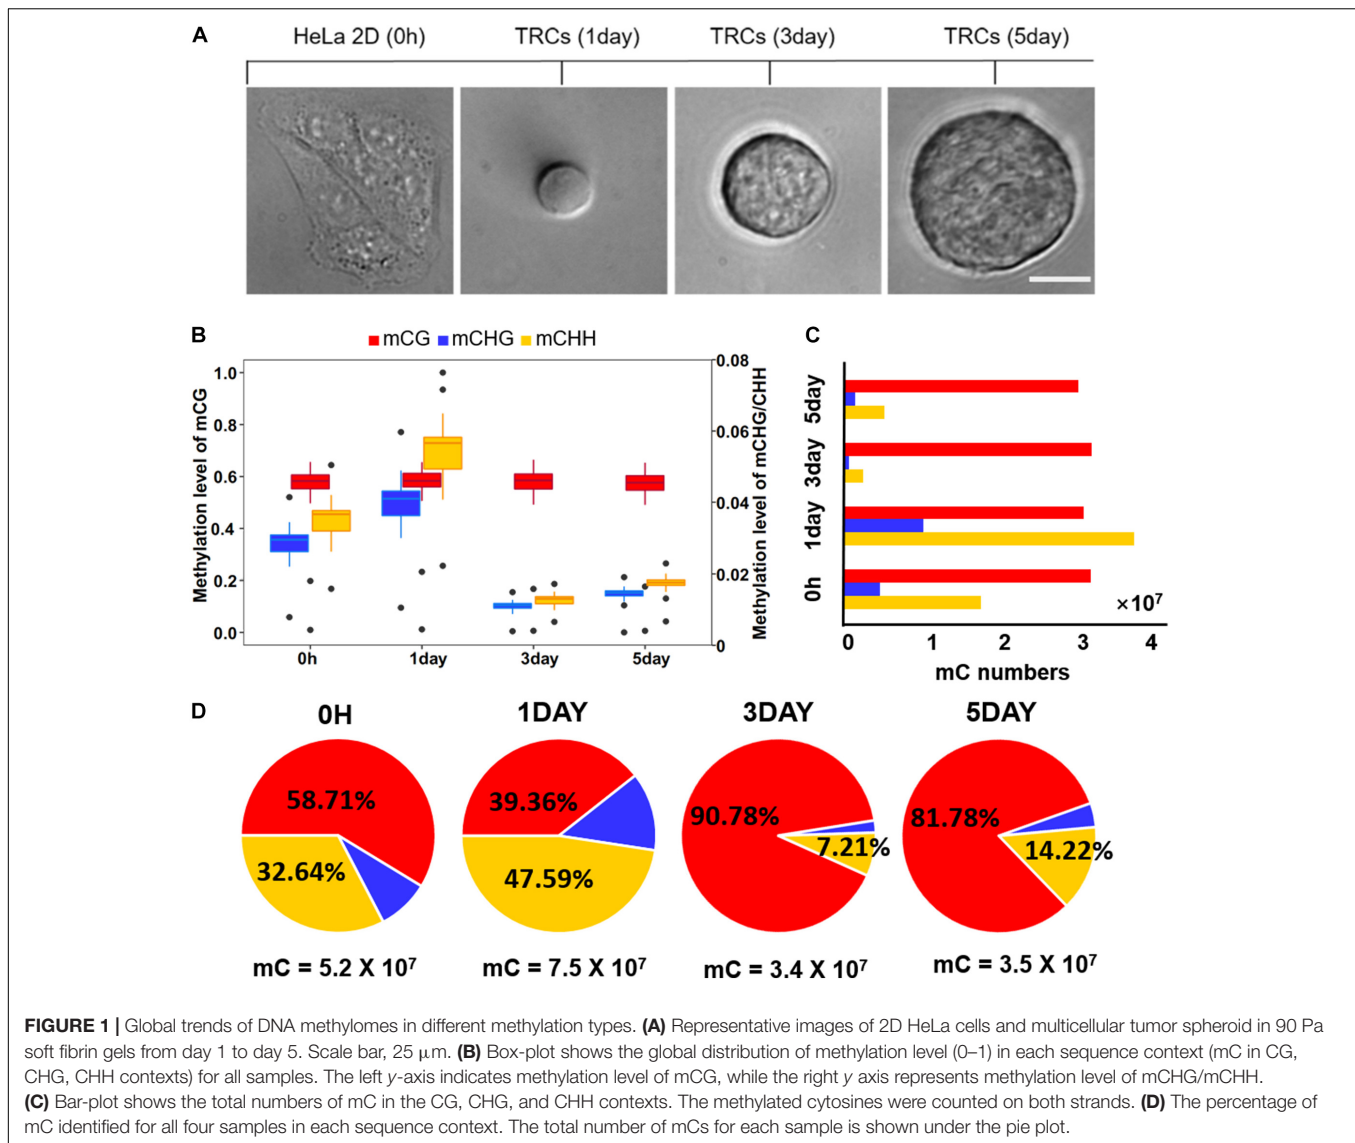 A
HeLa 2D (0h) TRCs (1day) TRCs (3day) TRCs (5day)
B
mCG mCHG mCHH
Methylation level of mCG
1.0
0.8
0.6
0.4
0.2
0.0
0h 1day 3day 5day
0.08
0.06
0.04
0.02
0
Methylation level of mCHG/CHH
C
5day
3day
1day
0h
×10⁷
0 1 2 3 4
mC numbers
D
0H 1DAY 3DAY 5DAY
58.71%
32.64%
39.36%
47.59%
90.78%
7.21%
81.78%
14.22%
mC = 5.2 X 10⁷ mC = 7.5 X 10⁷ mC = 3.4 X 10⁷ mC = 3.5 X 10⁷
FIGURE 1 | Global trends of DNA methylomes in different methylation types. (A) Representative images of 2D HeLa cells and multicellular tumor spheroid in 90 Pa
soft fibrin gels from day 1 to day 5. Scale bar, 25 μm. (B) Box-plot shows the global distribution of methylation level (0–1) in each sequence context (mC in CG,
CHG, CHH contexts) for all samples. The left y-axis indicates methylation level of mCG, while the right y axis represents methylation level of mCHG/mCHH.
(C) Bar-plot shows the total numbers of mC in the CG, CHG, and CHH contexts. The methylated cytosines were counted on both strands. (D) The percentage of
mC identified for all four samples in each sequence context. The total number of mCs for each sample is shown under the pie plot.